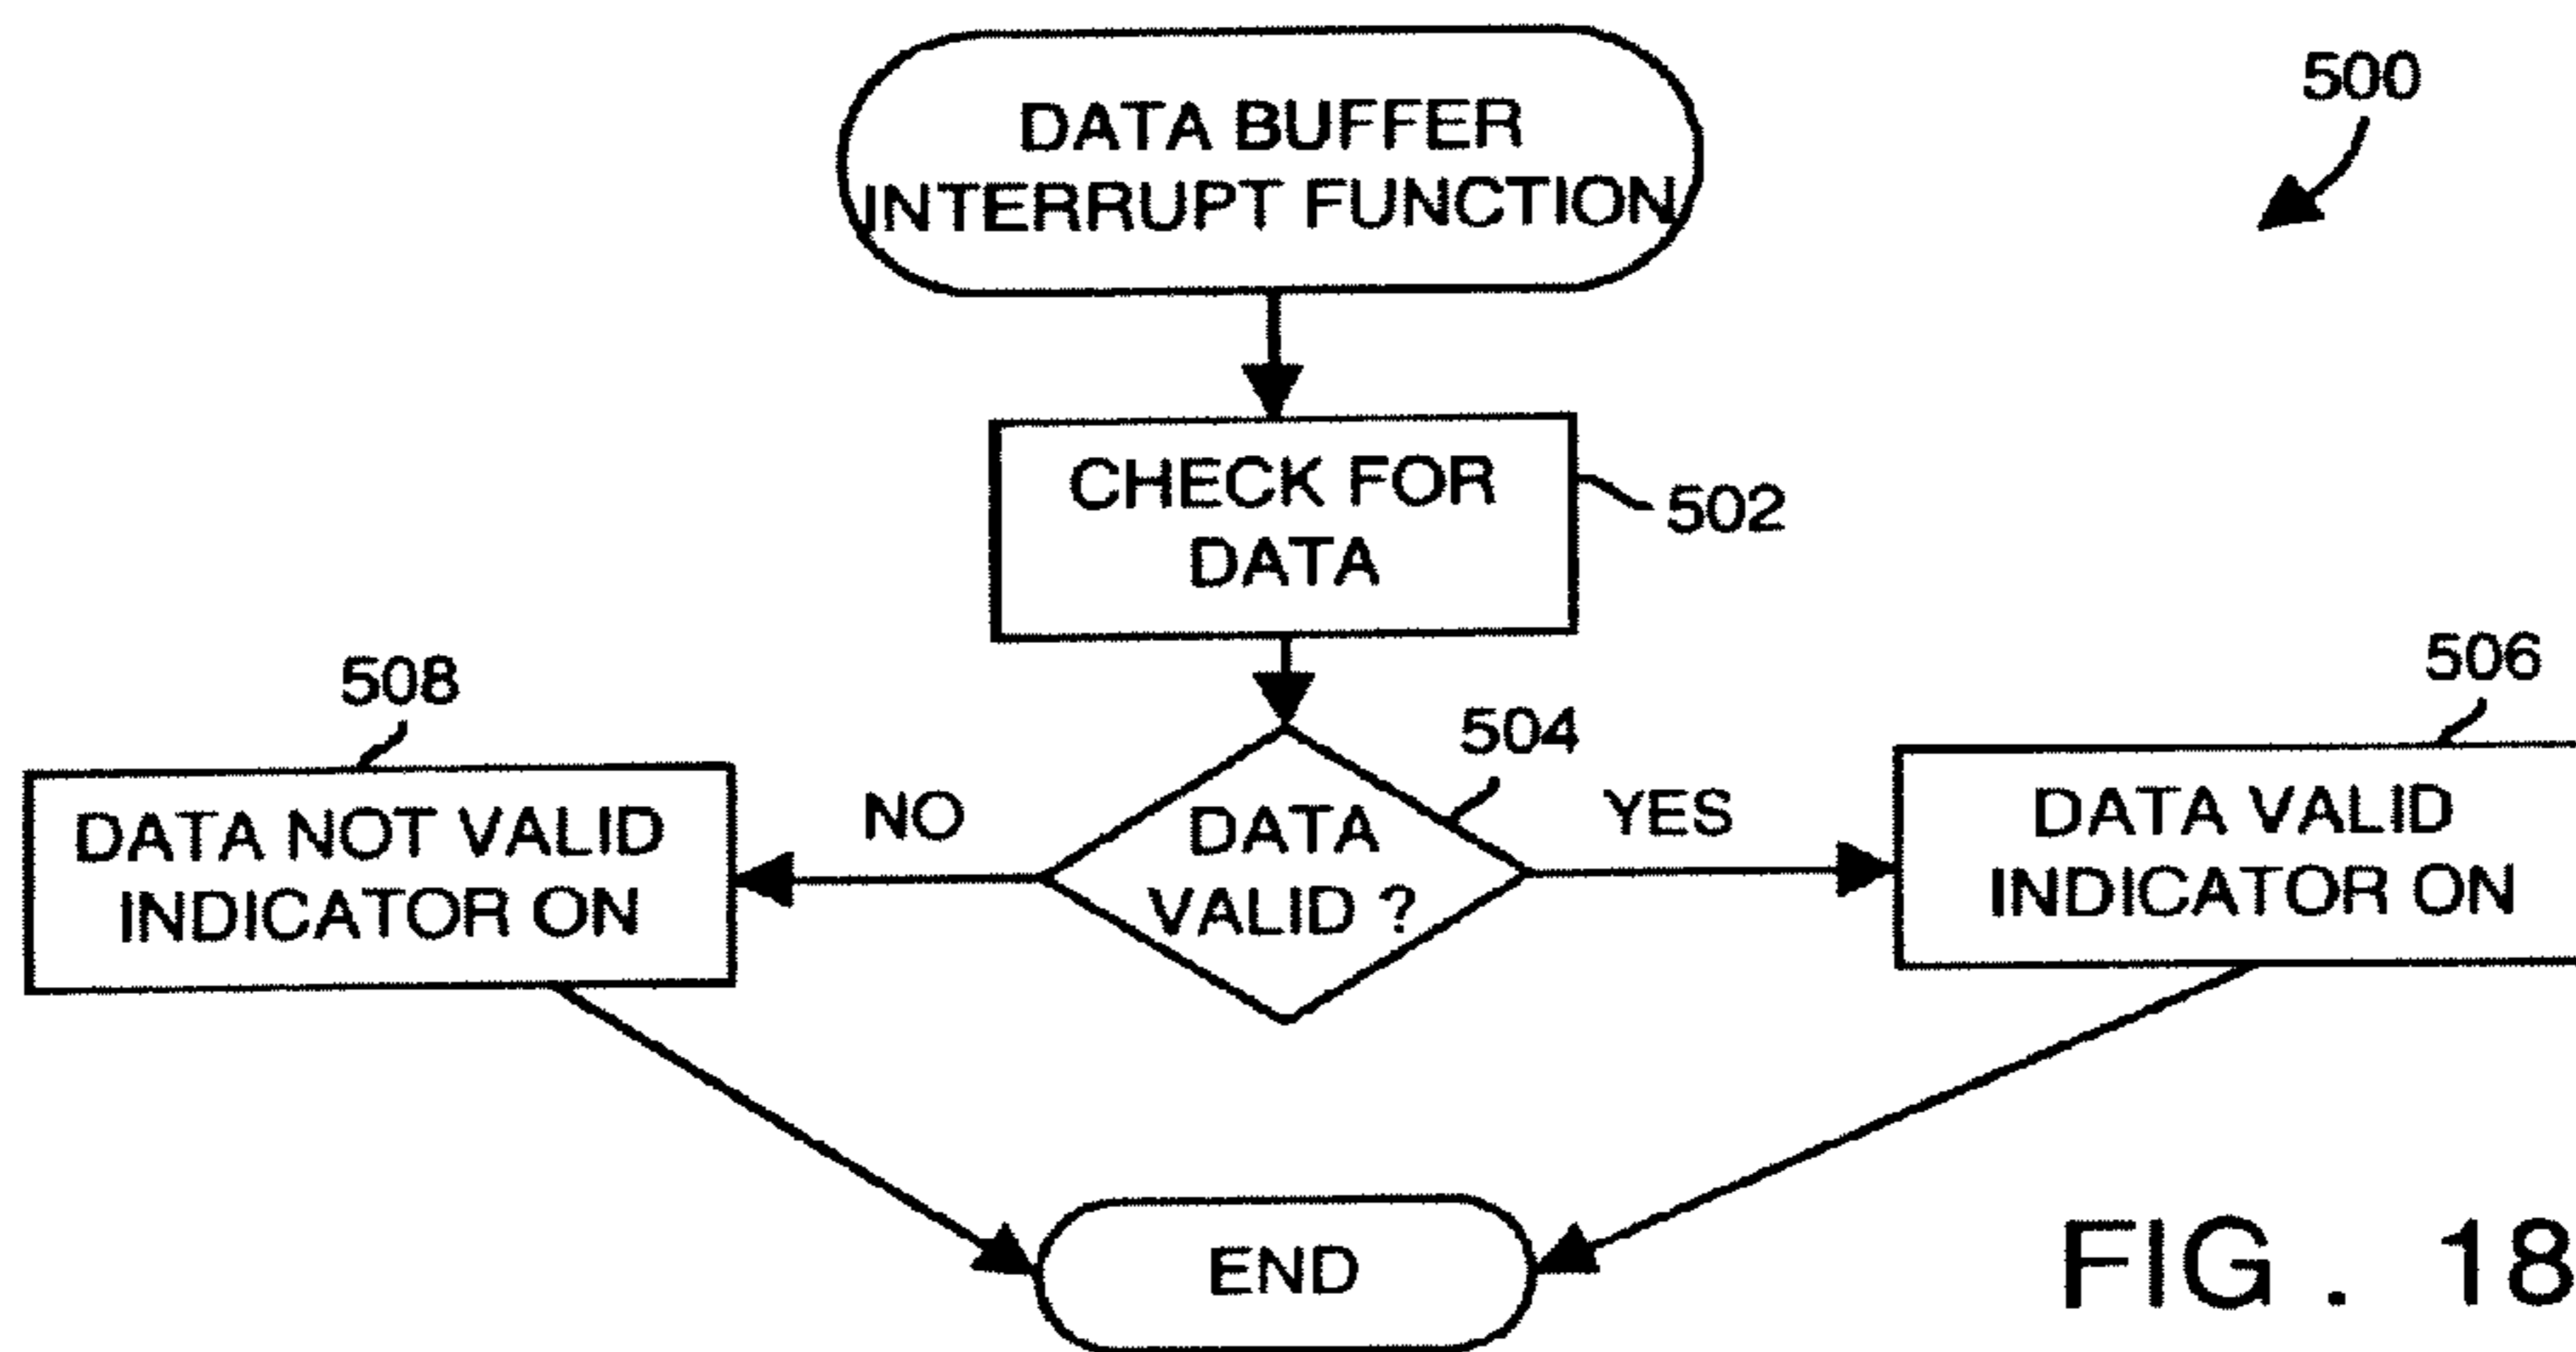 DATA BUFFER
INTERRUPT FUNCTION
500
CHECK FOR
DATA
502
508
504
506
DATA NOT VALID
INDICATOR ON
NO
DATA
VALID ?
YES
DATA VALID
INDICATOR ON
END
FIG . 18